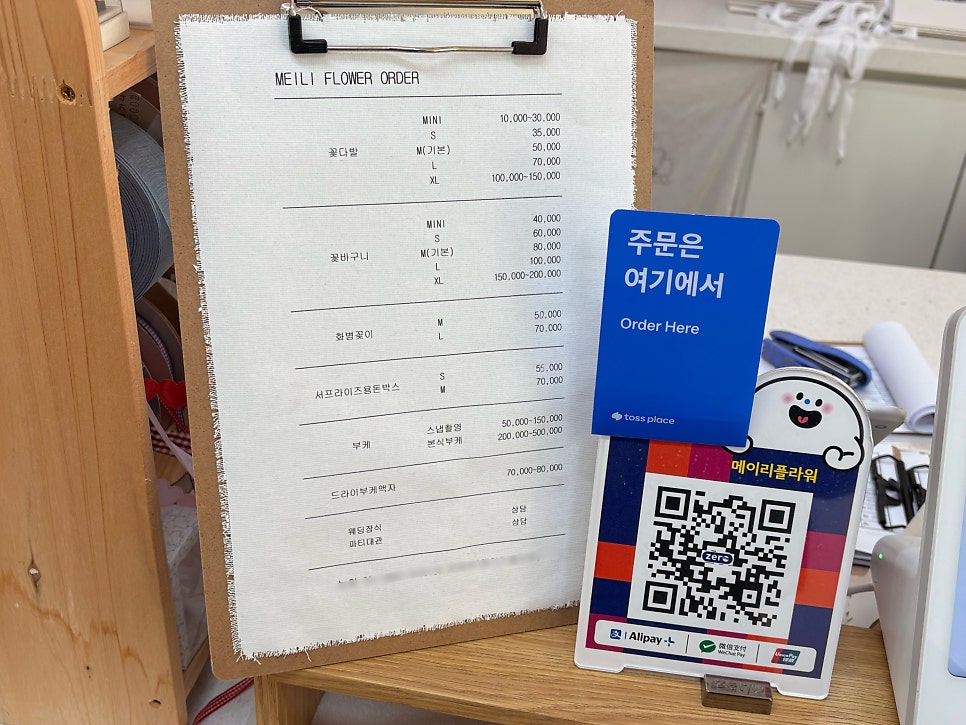 MEILI FLOWER ORDER
꽃다발
MINI 10,000~30,000
S 35,000
M(기본) 50,000
L 70,000
XL 100,000~150,000
꽃바구니
MINI 40,000
S 60,000
M(기본) 80,000
L 100,000
XL 150,000~200,000
화병꽂이
M 50,000
L 70,000
서프라이즈용돈박스
S 55,000
M 70,000
부케
스냅촬영 50,000~150,000
본식부케 200,000~500,000
드라이부케액자 70,000~80,000
웨딩장식 상담
파티대관 상담
주문은
여기에서
Order Here
toss place
메이리플라워
zero
Alipay+
微信支付
WeChat Pay
UnionPay
银联